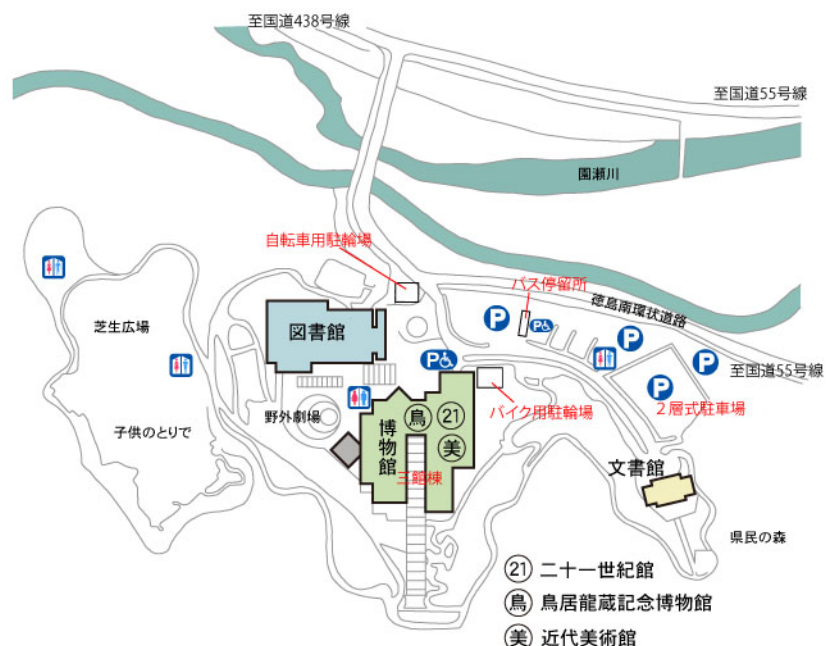 至国道438号線
至国道55号線
園瀬川
自転車用駐輪場
バス停留所
徳島南環状道路
芝生広場
図書館
P
P
P
P
P
P
至国道55号線
野外劇場
バイク用駐輪場
2層式駐車場
子供のとりで
博物館
鳥
21
美
三館棟
文書館
県民の森
21 二十一世紀館
鳥 鳥居龍蔵記念博物館
美 近代美術館